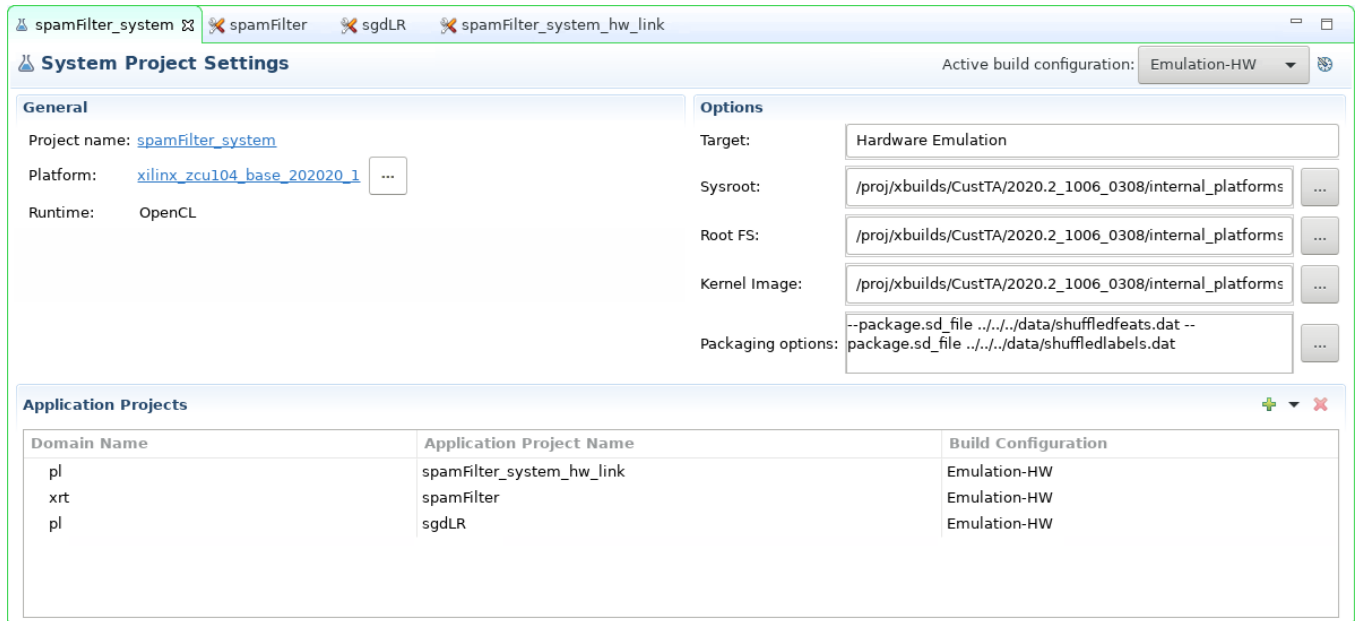 spamFilter_system spamFilter sgdLR spamFilter_system_hw_link
System Project Settings Active build configuration: Emulation-HW
General
Project name: spamFilter_system
Platform: xilinx_zcu104_base_202020_1 ...
Runtime: OpenCL
Options
Target: Hardware Emulation
Sysroot: /proj/xbuilds/CustTA/2020.2_1006_0308/internal_platforms ...
Root FS: /proj/xbuilds/CustTA/2020.2_1006_0308/internal_platforms ...
Kernel Image: /proj/xbuilds/CustTA/2020.2_1006_0308/internal_platforms ...
Packaging options: --package.sd_file ../../../data/shuffledfeats.dat --
package.sd_file ../../../data/shuffledlabels.dat ...
Application Projects
Domain Name Application Project Name Build Configuration
pl spamFilter_system_hw_link Emulation-HW
xrt spamFilter Emulation-HW
pl sgdLR Emulation-HW